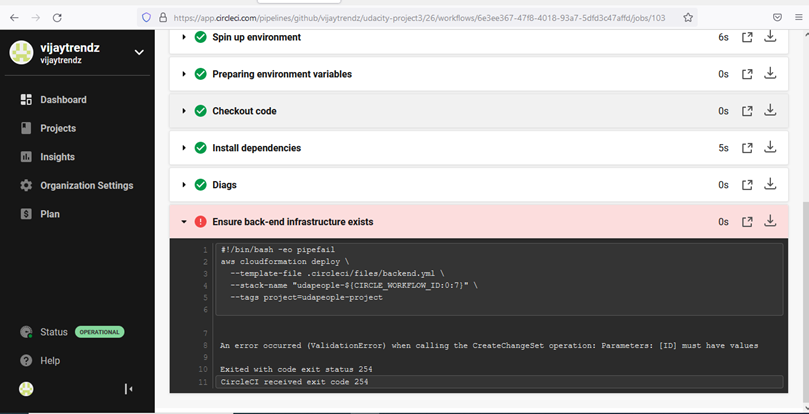 https://app.circleci.com/pipelines/github/vijaytrendz/udacity-project3/26/workflows/6e3ee367-47f8-4018-93a7-5dfd3c47affd/jobs/103
vijaytrendz
vijaytrendz
Dashboard
Projects
Insights
Organization Settings
Plan
Status OPERATIONAL
Help
Spin up environment 6s
Preparing environment variables 0s
Checkout code 0s
Install dependencies 5s
Diags 0s
Ensure back-end infrastructure exists 0s
1 #!/bin/bash -eo pipefail
2 aws cloudformation deploy \
3 --template-file .circleci/files/backend.yml \
4 --stack-name "udapeople-${CIRCLE_WORKFLOW_ID:0:7}" \
5 --tags project=udapeople-project
6
7
8 An error occurred (ValidationError) when calling the CreateChangeSet operation: Parameters: [ID] must have values
9
10 Exited with code exit status 254
11 CircleCI received exit code 254